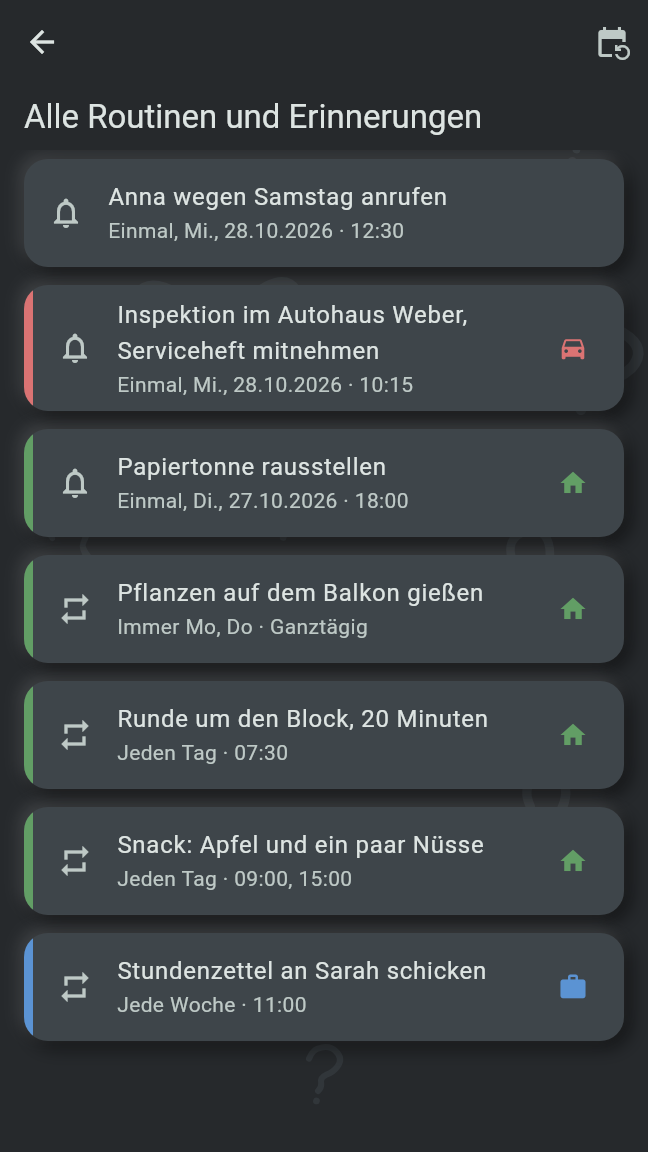 Alle Routinen und Erinnerungen
Anna wegen Samstag anrufen
Einmal, Mi., 28.10.2026 · 12:30
Inspektion im Autohaus Weber,
Serviceheft mitnehmen
Einmal, Mi., 28.10.2026 · 10:15
Papiertonne rausstellen
Einmal, Di., 27.10.2026 · 18:00
Pflanzen auf dem Balkon gießen
Immer Mo, Do · Ganztägig
Runde um den Block, 20 Minuten
Jeden Tag · 07:30
Snack: Apfel und ein paar Nüsse
Jeden Tag · 09:00, 15:00
Stundenzettel an Sarah schicken
Jede Woche · 11:00
?